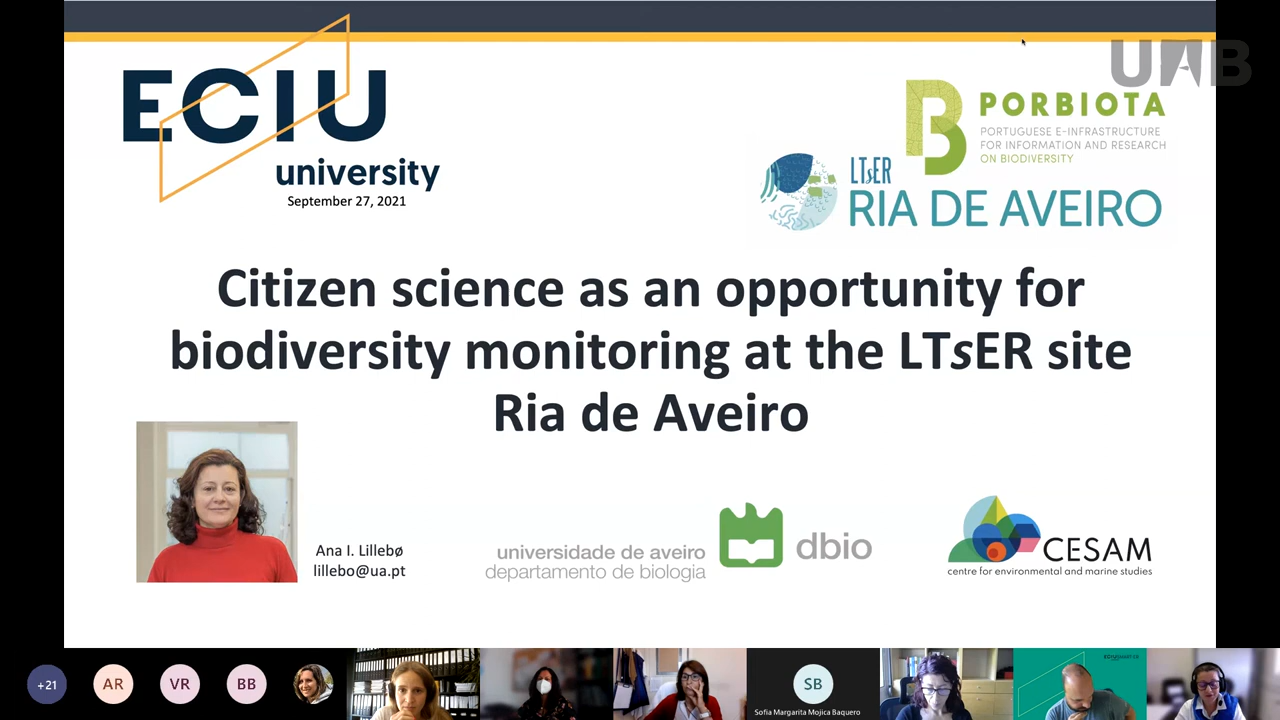 ECIU
university
September 27, 2021
UAB
PORBIOTA
PORTUGUESE E-INFRASTRUCTURE
FOR INFORMATION AND RESEARCH
ON BIODIVERSITY
LTsER
RIA DE AVEIRO
Citizen science as an opportunity for
biodiversity monitoring at the LTsER site
Ria de Aveiro
Ana I. Lillebø
lillebo@ua.pt
universidade de aveiro
departamento de biologia
dbio
CESAM
centre for environmental and marine studies
+21
AR
VR
BB
SB
Sofia Margarita Mojica Baquero